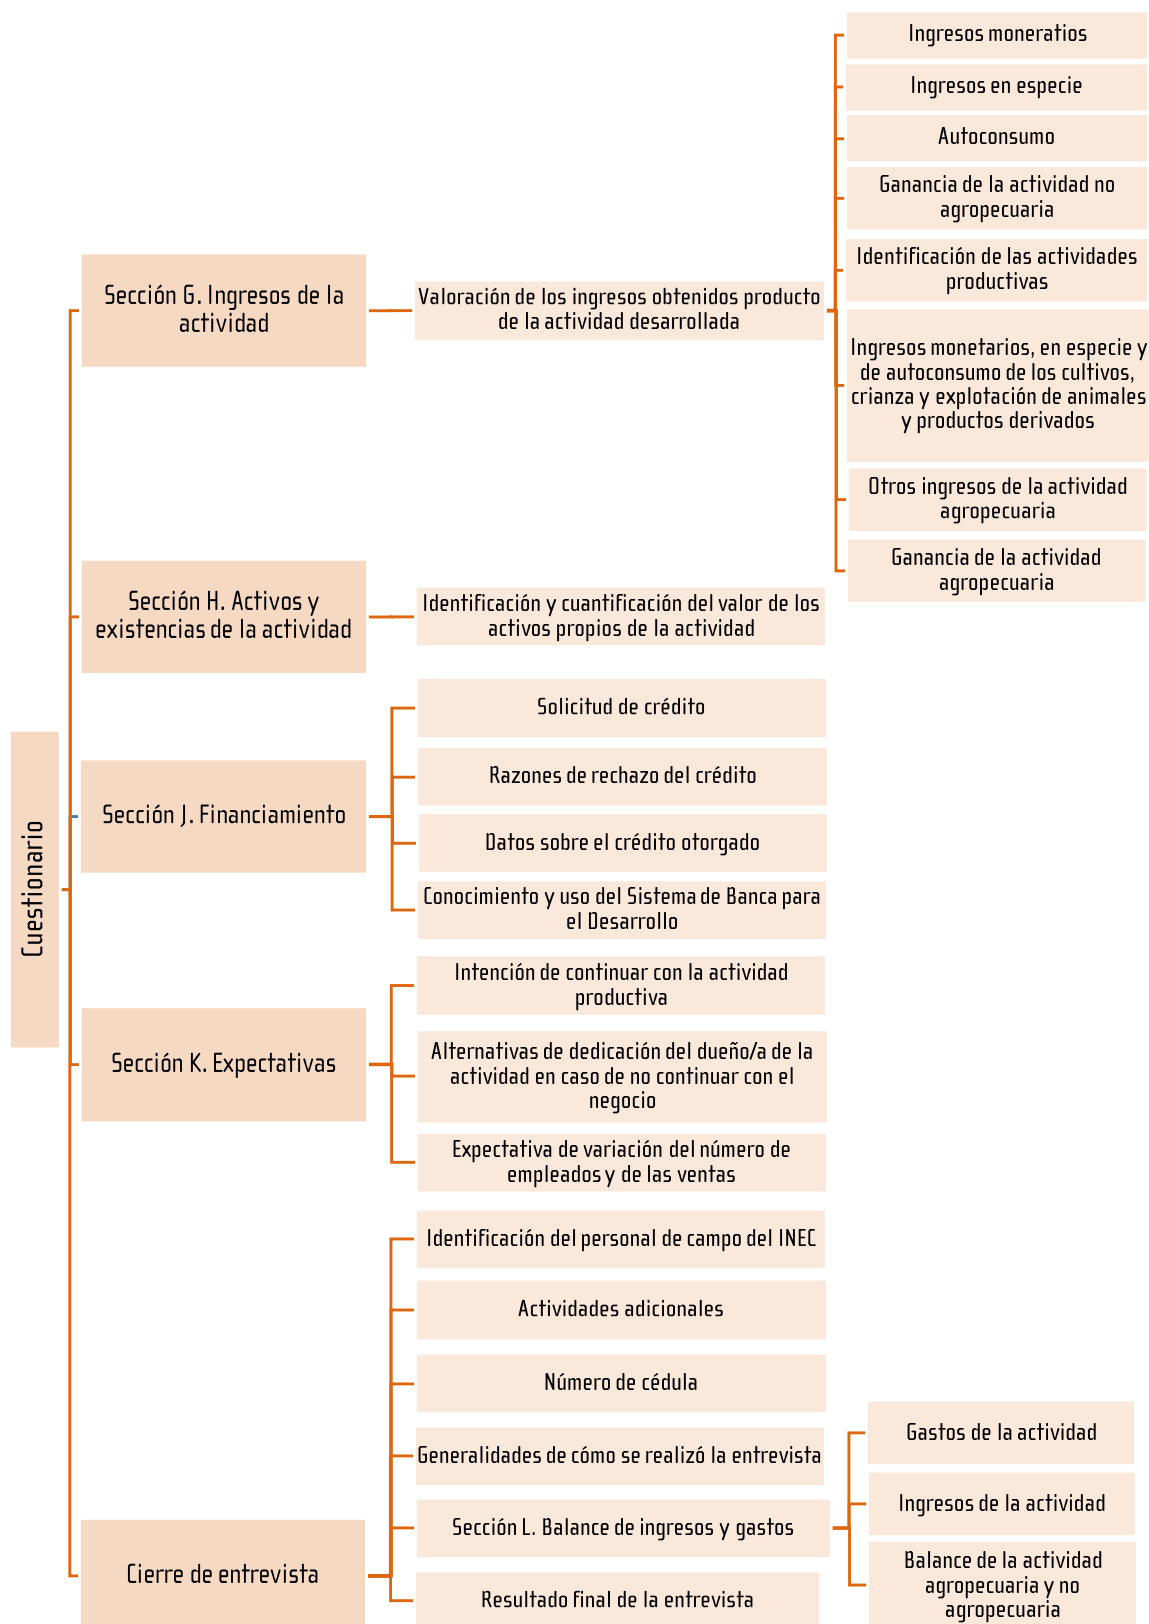 Cuestionario
Sección G. Ingresos de la
actividad
Valoración de los ingresos obtenidos producto
de la actividad desarrollada
Ingresos moneratios
Ingresos en especie
Autoconsumo
Ganancia de la actividad no
agropecuaria
Identificación de las actividades
productivas
Ingresos monetarios, en especie y
de autoconsumo de los cultivos,
crianza y explotación de animales
y productos derivados
Otros ingresos de la actividad
agropecuaria
Ganancia de la actividad
agropecuaria
Sección H. Activos y
existencias de la actividad
Identificación y cuantificación del valor de los
activos propios de la actividad
Sección J. Financiamiento
Solicitud de crédito
Razones de rechazo del crédito
Datos sobre el crédito otorgado
Conocimiento y uso del Sistema de Banca para
el Desarrollo
Sección K. Expectativas
Intención de continuar con la actividad
productiva
Alternativas de dedicación del dueño/a de la
actividad en caso de no continuar con el
negocio
Expectativa de variación del número de
empleados y de las ventas
Cierre de entrevista
Identificación del personal de campo del INEC
Actividades adicionales
Número de cédula
Generalidades de cómo se realizó la entrevista
Sección L. Balance de ingresos y gastos
Gastos de la actividad
Ingresos de la actividad
Balance de la actividad
agropecuaria y no
agropecuaria
Resultado final de la entrevista